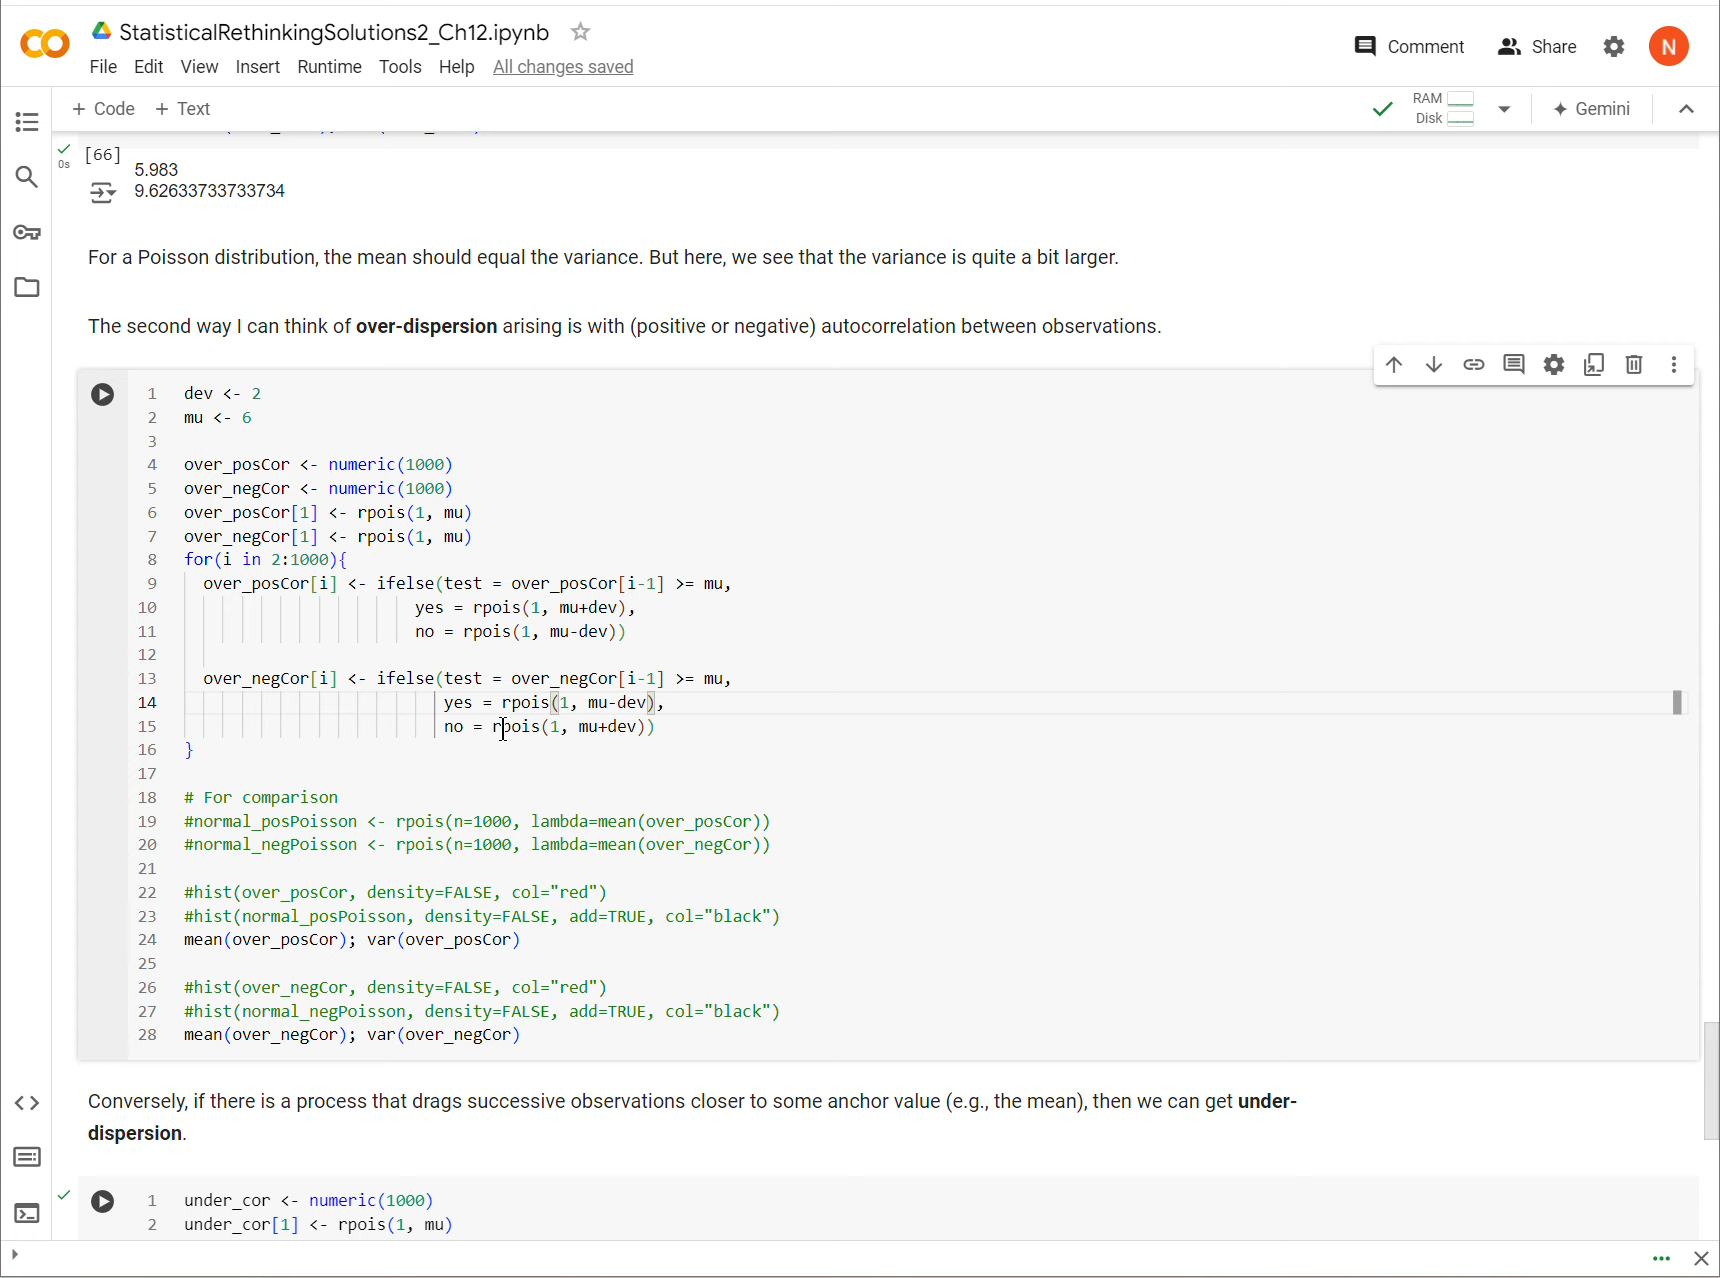 StatisticalRethinkingSolutions2_Ch12.ipynb
Comment Share N
File Edit View Insert Runtime Tools Help All changes saved
+ Code + Text
RAM
Disk
Gemini
[66]
0s
5.983
9.62633733733734
For a Poisson distribution, the mean should equal the variance. But here, we see that the variance is quite a bit larger.
The second way I can think of over-dispersion arising is with (positive or negative) autocorrelation between observations.
1 dev <- 2
2 mu <- 6
3
4 over_posCor <- numeric(1000)
5 over_negCor <- numeric(1000)
6 over_posCor[1] <- rpois(1, mu)
7 over_negCor[1] <- rpois(1, mu)
8 for(i in 2:1000){
9 over_posCor[i] <- ifelse(test = over_posCor[i-1] >= mu,
10 yes = rpois(1, mu+dev),
11 no = rpois(1, mu-dev))
12
13 over_negCor[i] <- ifelse(test = over_negCor[i-1] >= mu,
14 yes = rpois(1, mu-dev),
15 no = rpois(1, mu+dev))
16 }
17
18 # For comparison
19 #normal_posPoisson <- rpois(n=1000, lambda=mean(over_posCor))
20 #normal_negPoisson <- rpois(n=1000, lambda=mean(over_negCor))
21
22 #hist(over_posCor, density=FALSE, col="red")
23 #hist(normal_posPoisson, density=FALSE, add=TRUE, col="black")
24 mean(over_posCor); var(over_posCor)
25
26 #hist(over_negCor, density=FALSE, col="red")
27 #hist(normal_negPoisson, density=FALSE, add=TRUE, col="black")
28 mean(over_negCor); var(over_negCor)
Conversely, if there is a process that drags successive observations closer to some anchor value (e.g., the mean), then we can get under-
dispersion.
1 under_cor <- numeric(1000)
2 under_cor[1] <- rpois(1, mu)